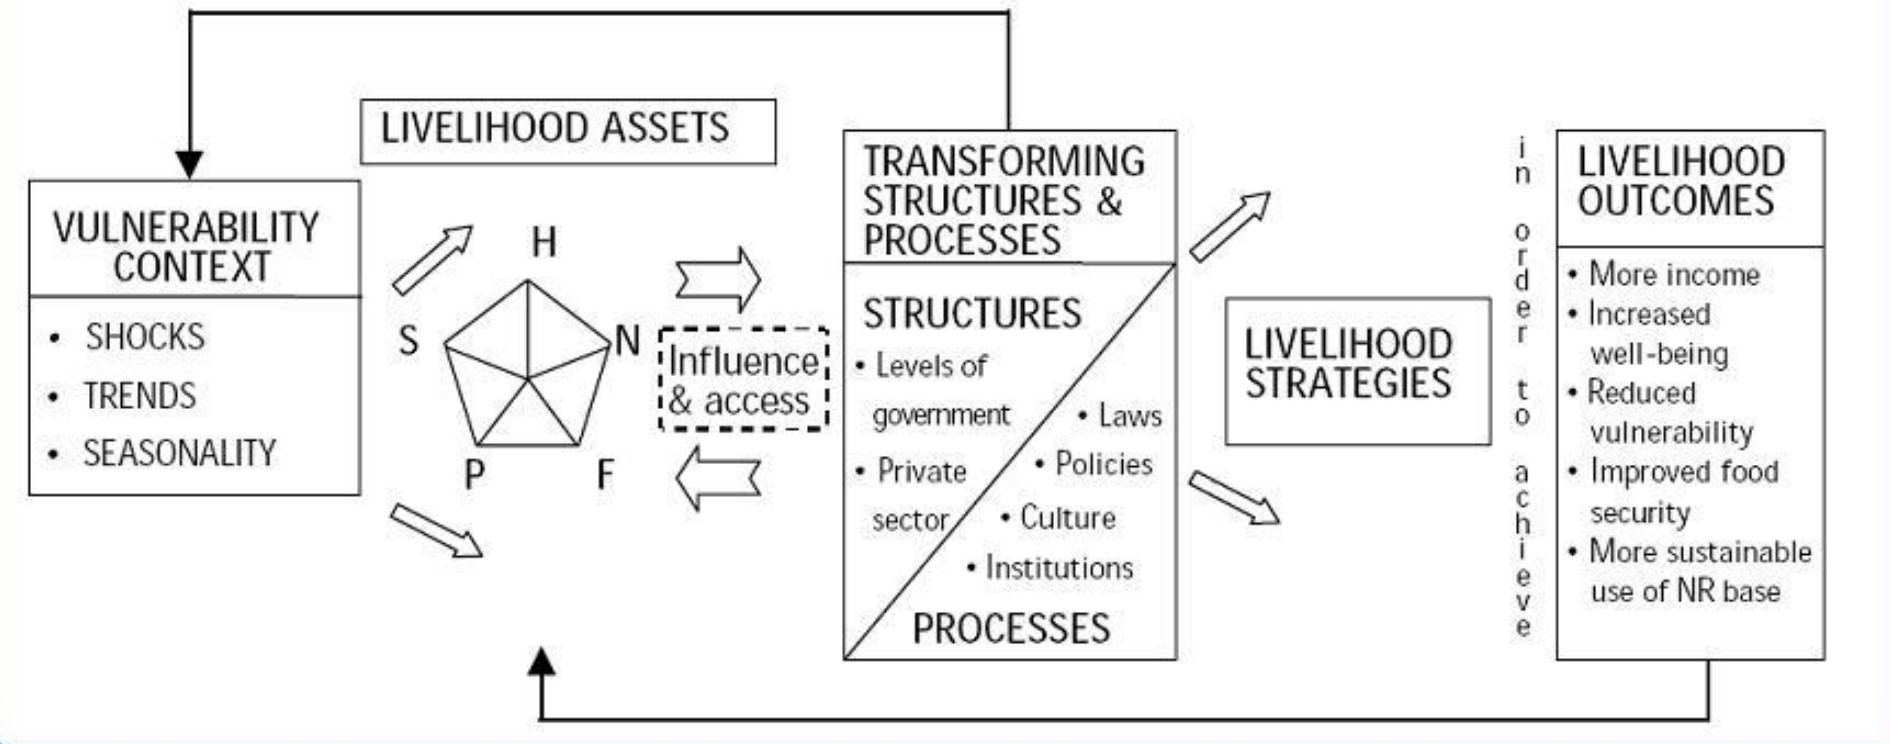 LIVELIHOOD ASSETS
VULNERABILITY
CONTEXT
• SHOCKS
• TRENDS
• SEASONALITY
H
S
N
P
F
Influence
& access
TRANSFORMING
STRUCTURES &
PROCESSES
STRUCTURES
• Levels of
government
• Private
sector
• Laws
• Policies
• Culture
• Institutions
PROCESSES
LIVELIHOOD
STRATEGIES
in order to achieve
LIVELIHOOD
OUTCOMES
• More income
• Increased
well-being
• Reduced
vulnerability
• Improved food
security
• More sustainable
use of NR base